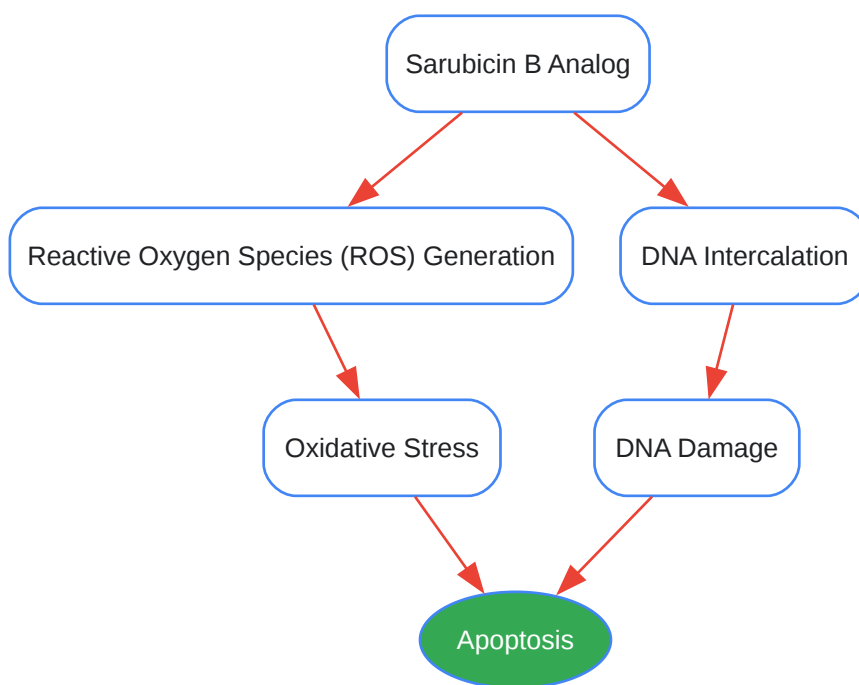 Sarubicin B Analog
Reactive Oxygen Species (ROS) Generation
DNA Intercalation
Oxidative Stress
DNA Damage
Apoptosis